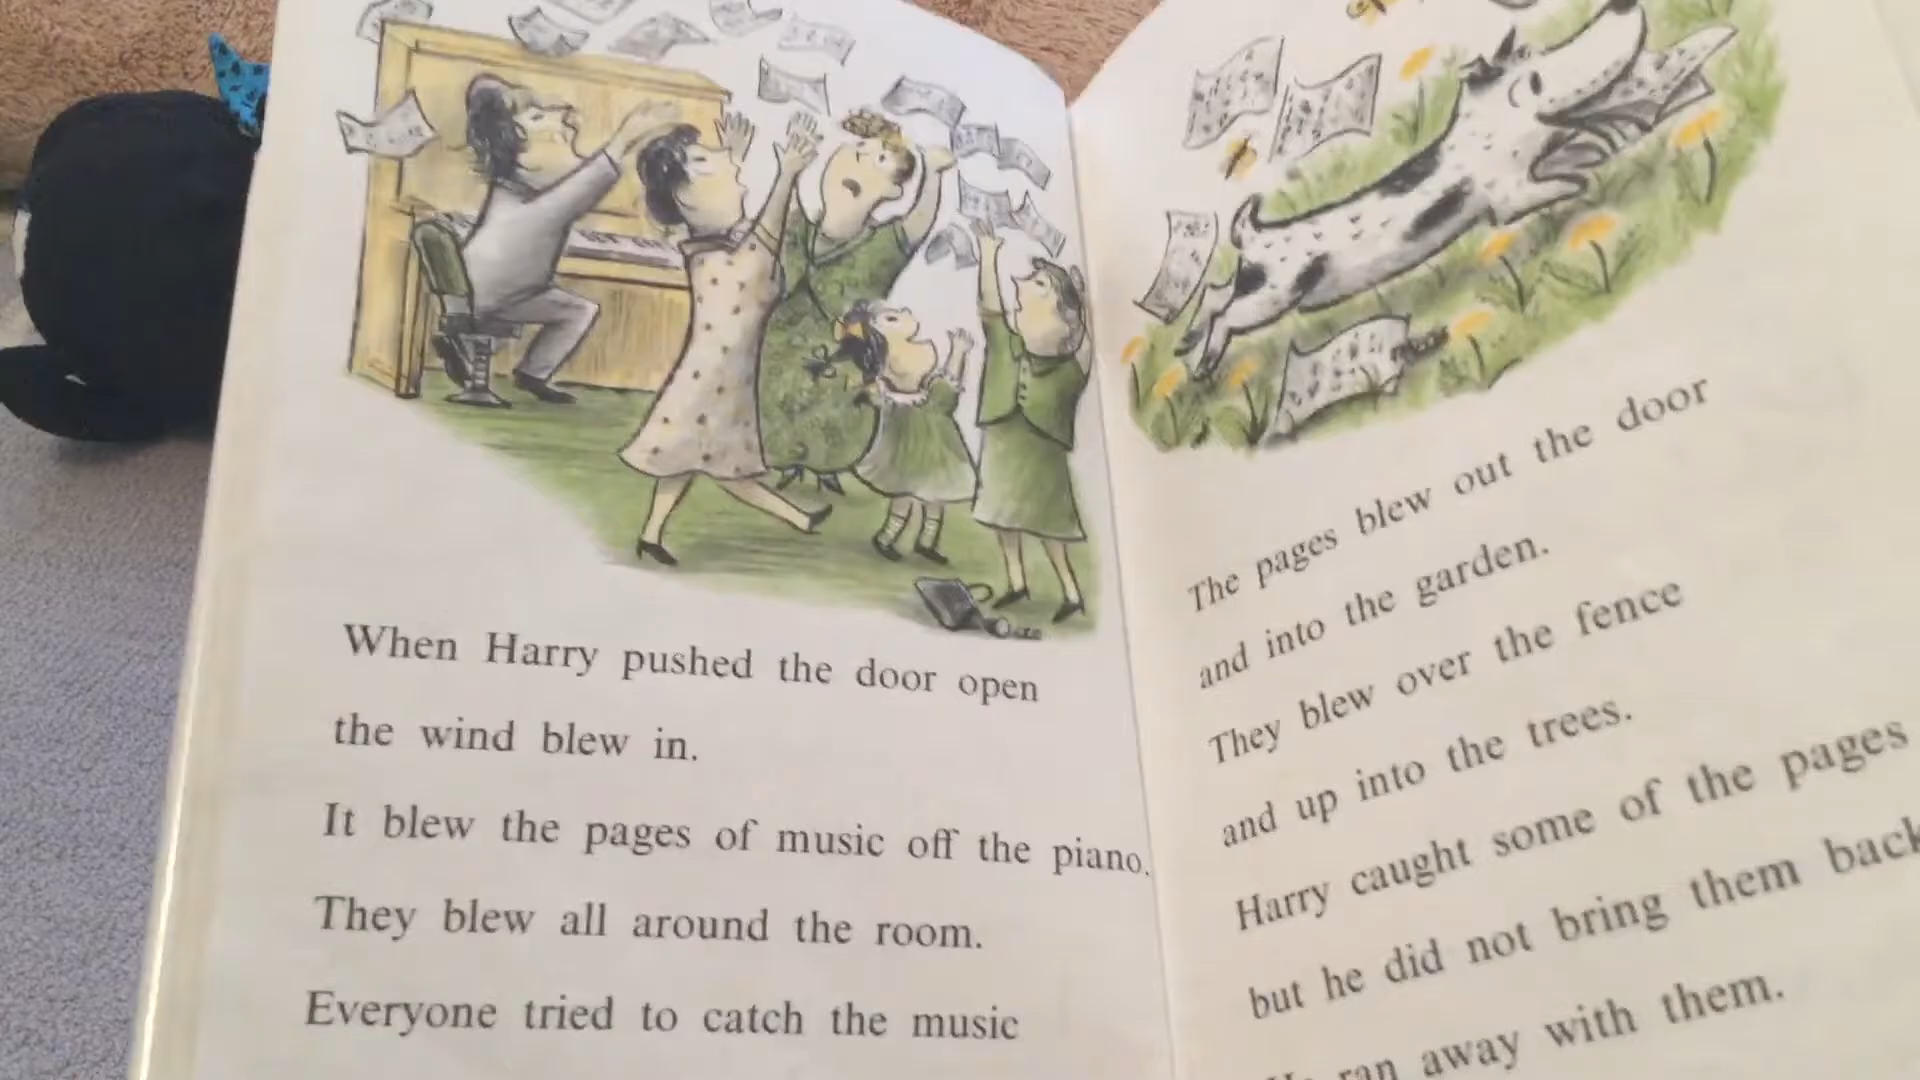 When Harry pushed the door open
the wind blew in.
It blew the pages of music off the piano.
They blew all around the room.
Everyone tried to catch the music
The pages blew out the door
and into the garden.
They blew over the fence
and up into the trees.
Harry caught some of the pages
but he did not bring them back
ran away with them.